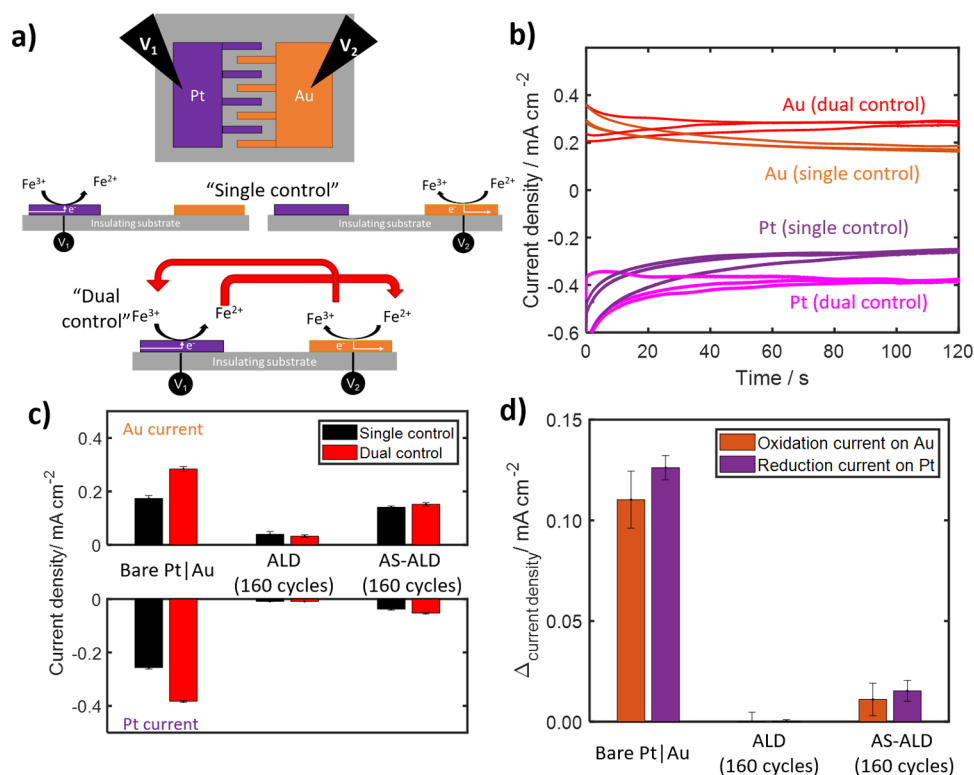 a)
V1
V2
Pt
Au
“Single control”
Fe3+
Fe2+
e-
Insulating substrate
V1
Fe3+
Fe2+
e-
Insulating substrate
V2
“Dual
control”
Fe3+
Fe2+
Fe3+
Fe2+
e-
e-
Insulating substrate
V1
V2
b)
Current density / mA cm-2
0.4
0.2
0
-0.2
-0.4
-0.6
Au (dual control)
Au (single control)
Pt (single control)
Pt (dual control)
0
20
40
60
80
100
120
Time / s
c)
Current density/ mA cm-2
Au current
Single control
Dual control
0.4
0.2
0
Bare Pt|Au
ALD
(160 cycles)
AS-ALD
(160 cycles)
0
-0.2
-0.4
Pt current
d)
Δcurrent density/ mA cm-2
0.15
0.10
0.05
0.00
Oxidation current on Au
Reduction current on Pt
Bare Pt|Au
ALD
(160 cycles)
AS-ALD
(160 cycles)